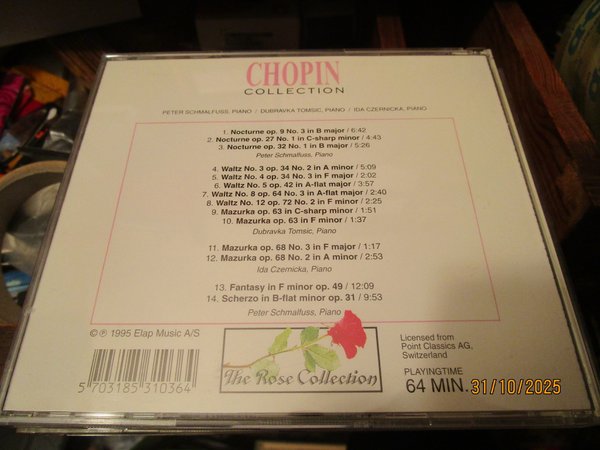 CHOPIN
COLLECTION
PETER SCHMALFUSS, PIANO / DUBRAVKA TOMSIC, PIANO / IDA CZERNICKA, PIANO
1. Nocturne op. 9 No. 3 in B major / 6:42
2. Nocturne op. 27 No. 1 in C-sharp minor / 4:43
3. Nocturne op. 32 No. 1 in B major / 5:26
Peter Schmalfuss, Piano
4. Waltz No. 3 op. 34 No. 2 in A minor / 5:09
5. Waltz No. 4 op. 34 No. 3 in F major / 2:02
6. Waltz No. 5 op. 42 in A-flat major / 3:57
7. Waltz No. 8 op. 64 No. 3 in A-flat major / 2:40
8. Waltz No. 12 op. 72 No. 2 in F minor / 2:25
9. Mazurka op. 63 in C-sharp minor / 1:51
10. Mazurka op. 63 in F minor / 1:37
Dubravka Tomsic, Piano
11. Mazurka op. 68 No. 3 in F major / 1:17
12. Mazurka op. 68 No. 2 in A minor / 2:53
Ida Czernicka, Piano
13. Fantasy in F minor op. 49 / 12:09
14. Scherzo in B-flat minor op. 31 / 9:53
Peter Schmalfuss, Piano
© ℗ 1995 Elap Music A/S
5 703185 310364
The Rose Collection
Licensed from
Point Classics AG,
Switzerland
PLAYINGTIME
64 MIN.
31/10/2025